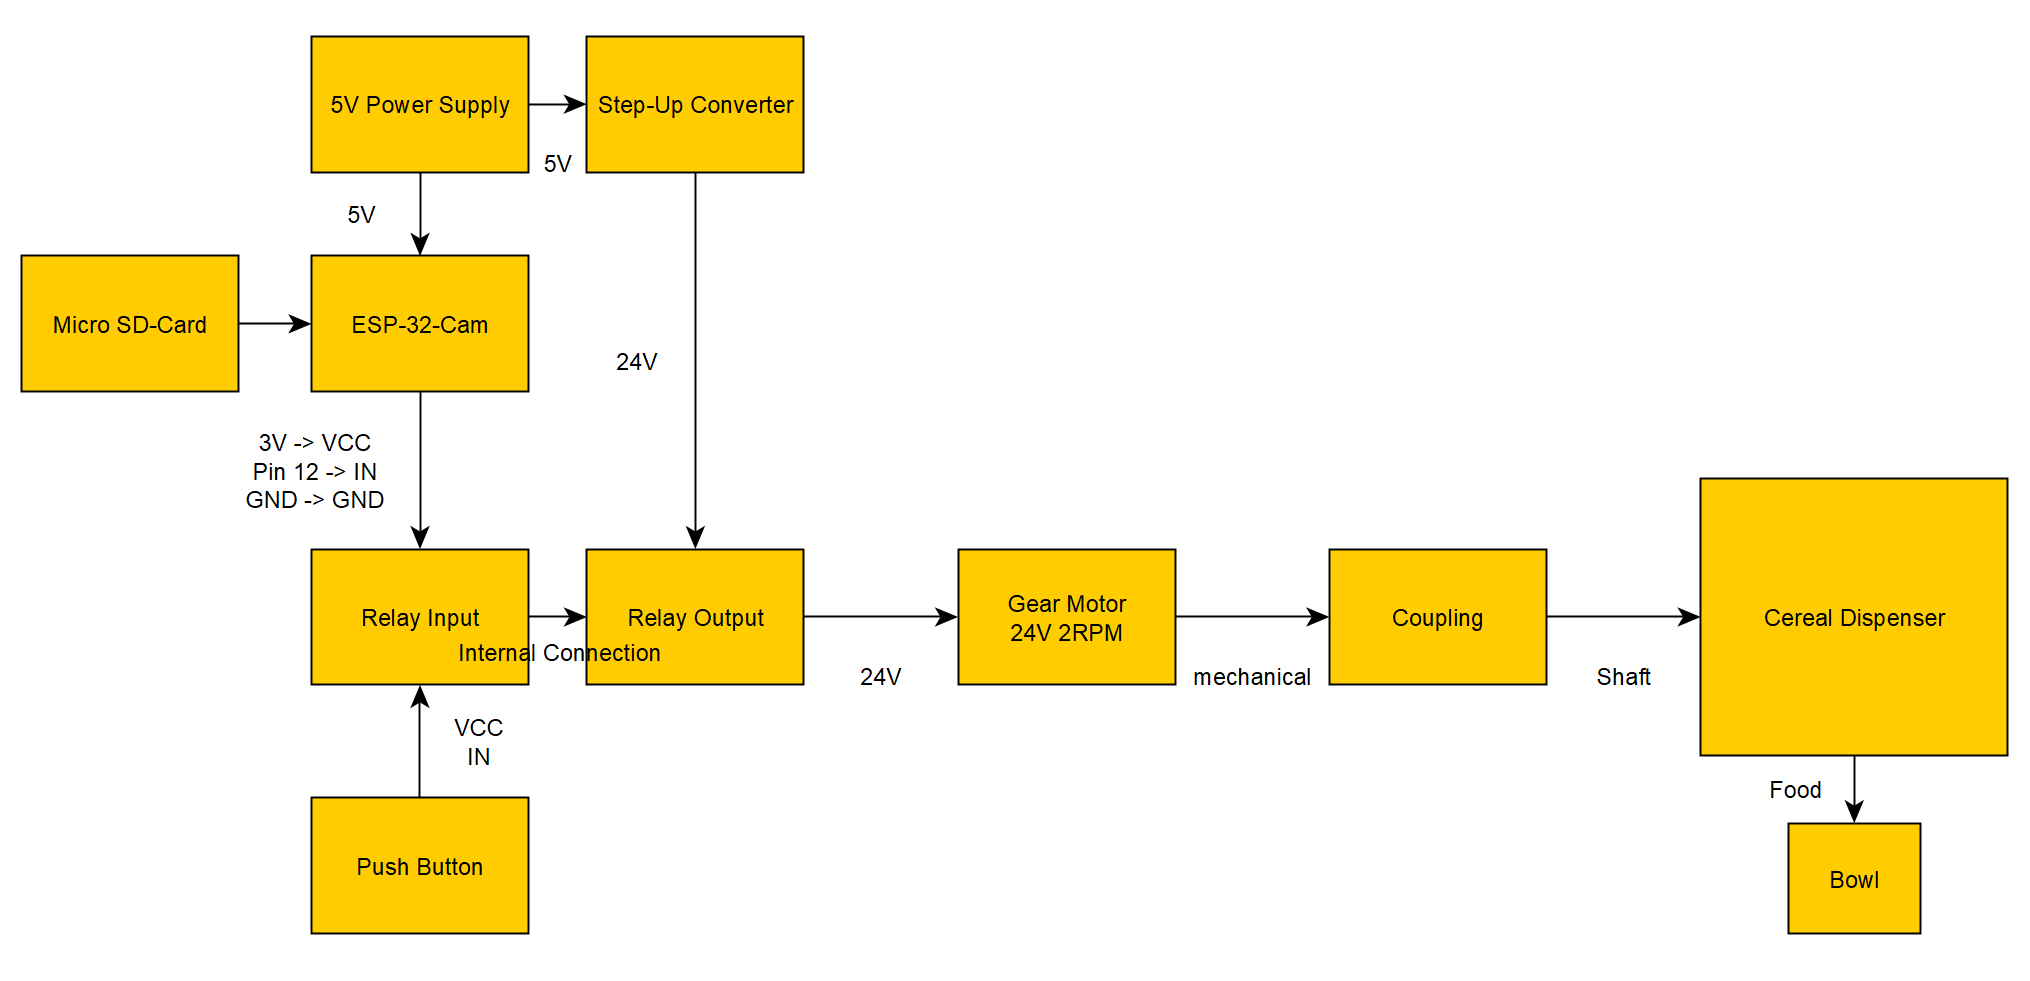 5V Power Supply
Step-Up Converter
5V
5V
Micro SD-Card
ESP-32-Cam
24V
3V -> VCC
Pin 12 -> IN
GND -> GND
Relay Input
Relay Output
Internal Connection
Gear Motor
24V 2RPM
Coupling
Cereal Dispenser
24V
mechanical
Shaft
VCC
IN
Food
Push Button
Bowl